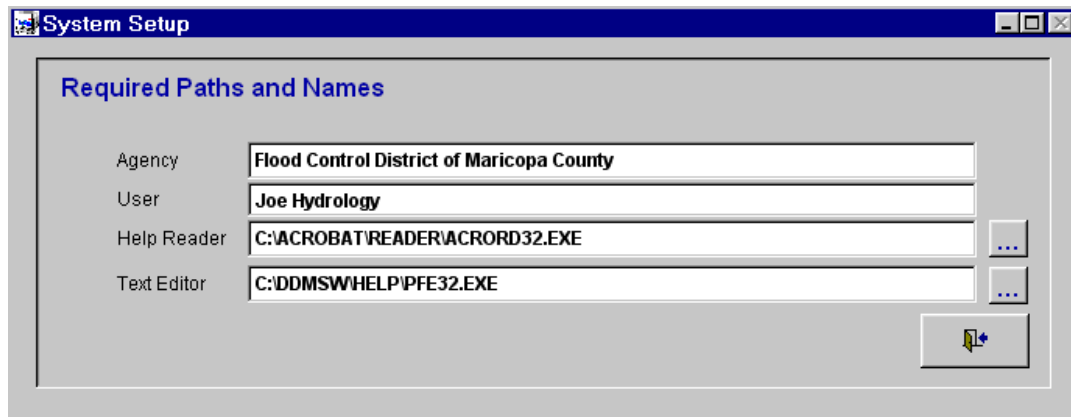 System Setup
Required Paths and Names
Agency Flood Control District of Maricopa County
User Joe Hydrology
Help Reader C:\ACROBAT\READER\ACRORD32.EXE ...
Text Editor C:\DDMSW\HELP\PFE32.EXE ...